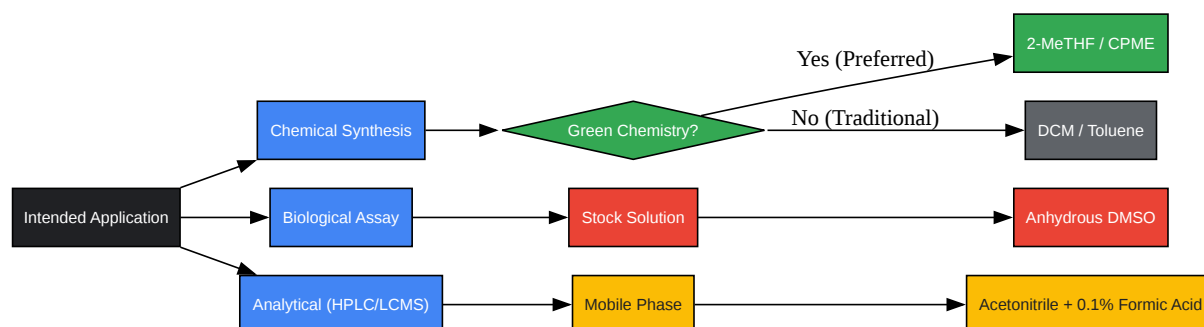 2-MeTHF / CPME
Yes (Preferred)
Chemical Synthesis
Green Chemistry?
No (Traditional)
DCM / Toluene
Intended Application
Biological Assay
Stock Solution
Anhydrous DMSO
Analytical (HPLC/LCMS)
Mobile Phase
Acetonitrile + 0.1% Formic Acid